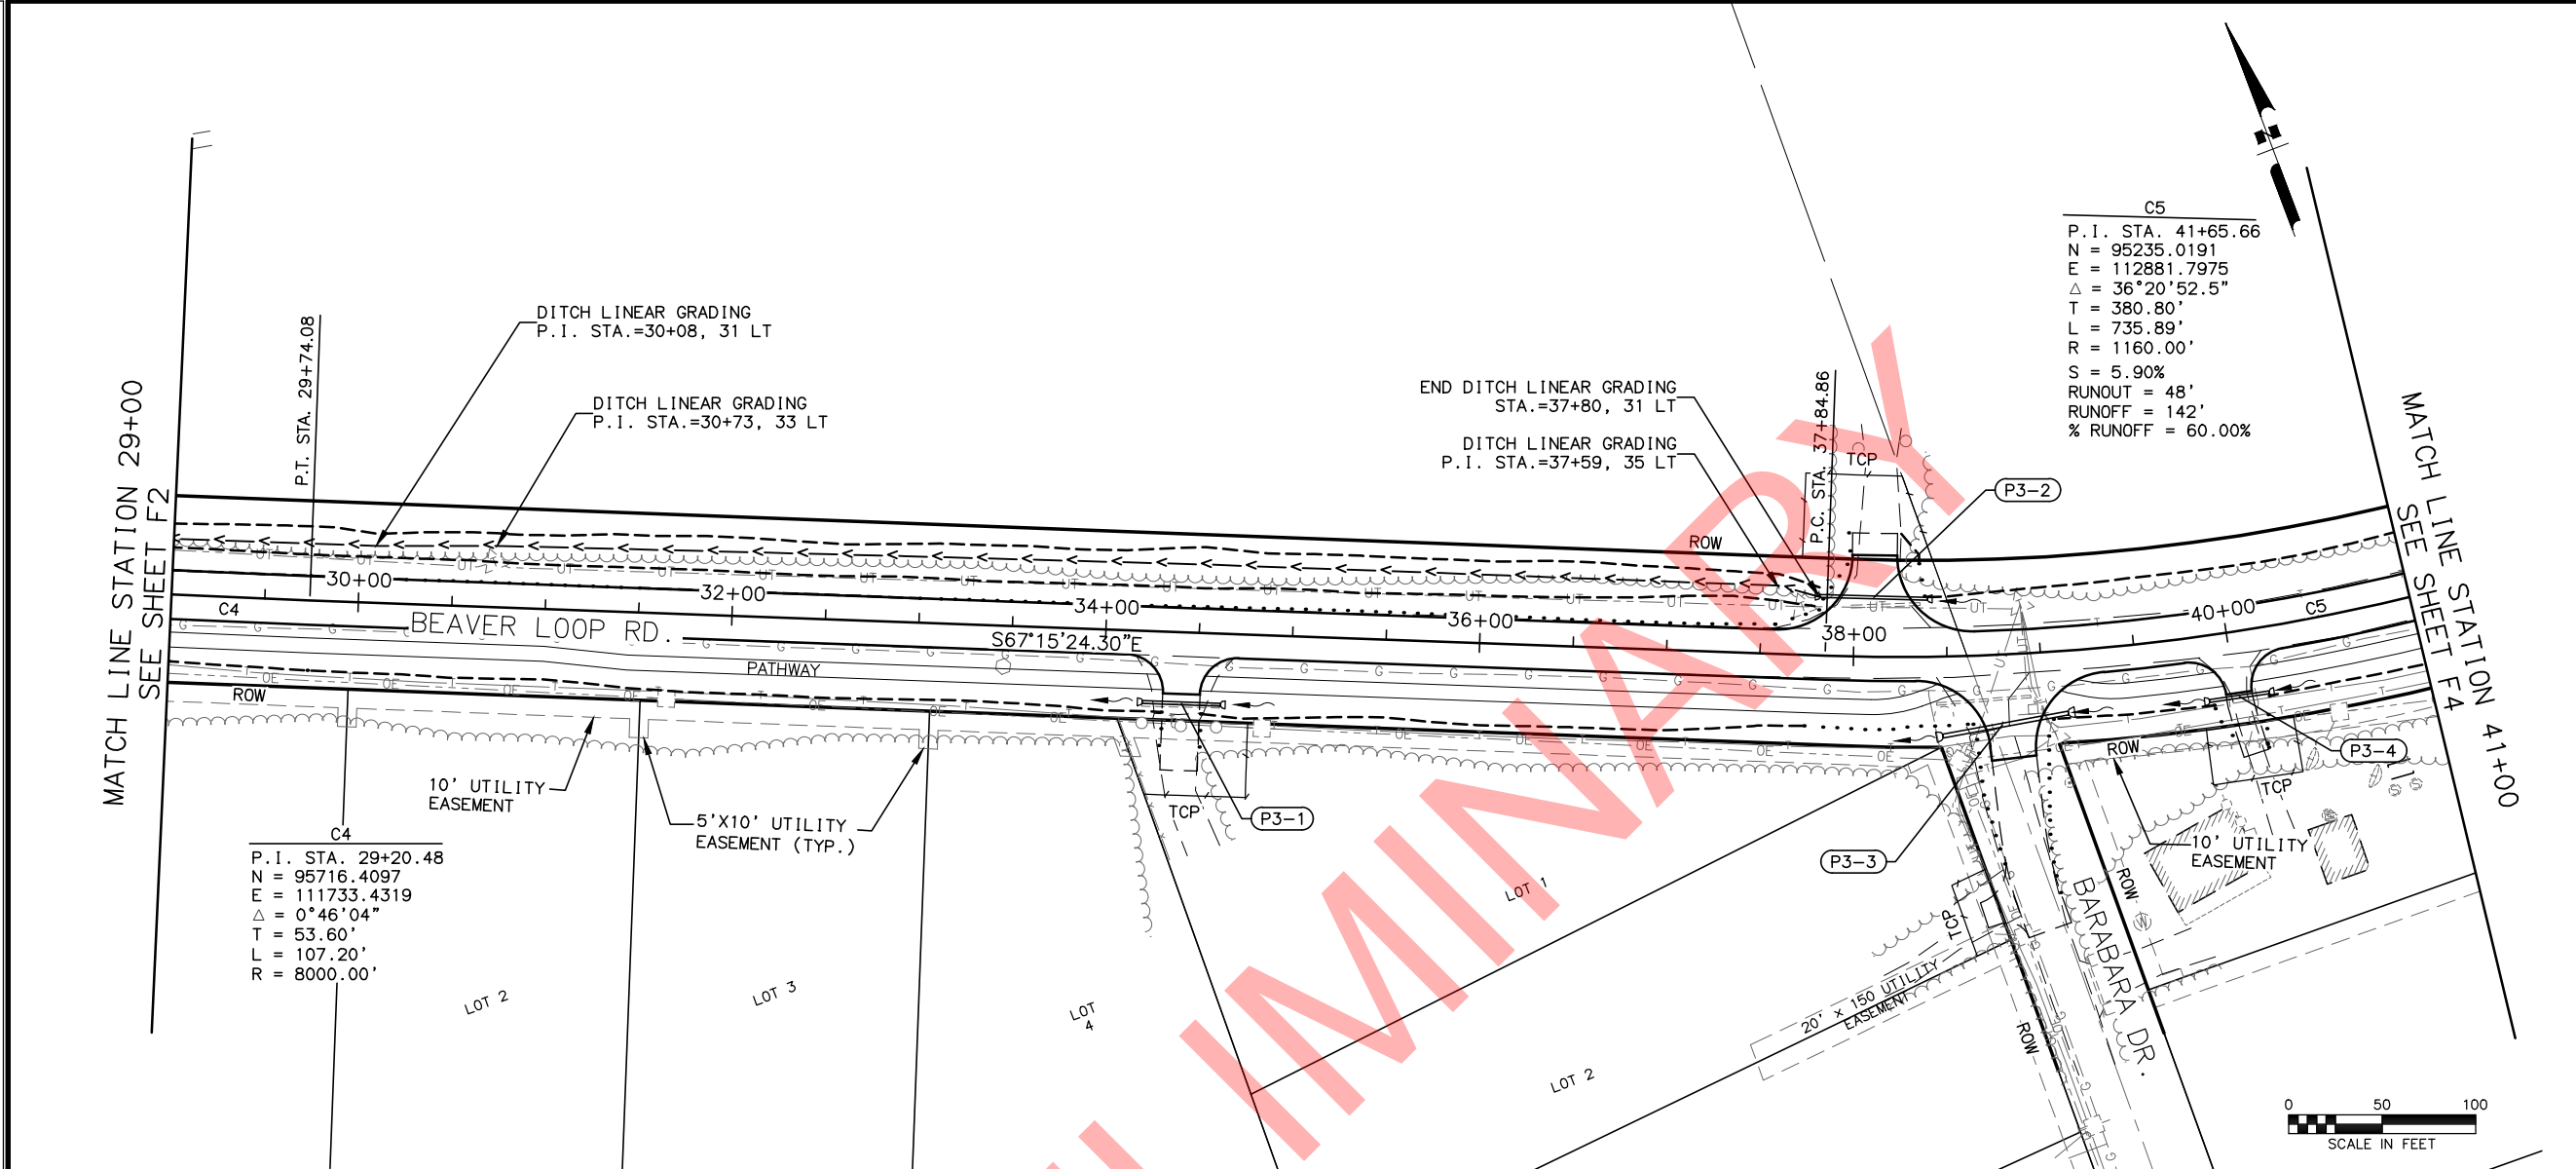 MATCH LINE STATION 29+00
SEE SHEET F2
P.T. STA. 29+74.08
DITCH LINEAR GRADING
P.I. STA.=30+08, 31 LT
DITCH LINEAR GRADING
P.I. STA.=30+73, 33 LT
END DITCH LINEAR GRADING
STA.=37+80, 31 LT
DITCH LINEAR GRADING
P.I. STA.=37+59, 35 LT
P.C. STA. 37+84.86
TCP
P3-2
N
C5
P.I. STA. 41+65.66
N = 95235.0191
E = 112881.7975
△ = 36°20'52.5"
T = 380.80'
L = 735.89'
R = 1160.00'
S = 5.90%
RUNOUT = 48'
RUNOFF = 142'
% RUNOFF = 60.00%
MATCH LINE STATION 41+00
SEE SHEET F4
ROW
30+00
32+00
34+00
36+00
38+00
40+00
C4
C5
BEAVER LOOP RD.
S67°15'24.30"E
PATHWAY
ROW
10' UTILITY
EASEMENT
5'X10' UTILITY
EASEMENT (TYP.)
TCP
P3-1
P3-3
P3-4
ROW
TCP
10' UTILITY
EASEMENT
C4
P.I. STA. 29+20.48
N = 95716.4097
E = 111733.4319
△ = 0°46'04"
T = 53.60'
L = 107.20'
R = 8000.00'
LOT 2
LOT 3
LOT
4
LOT 1
LOT 2
TCP
20' × 150 UTILITY
EASEMENT
ROW
ROW
BARABARA DR.
0 50 100
SCALE IN FEET
IMINARY